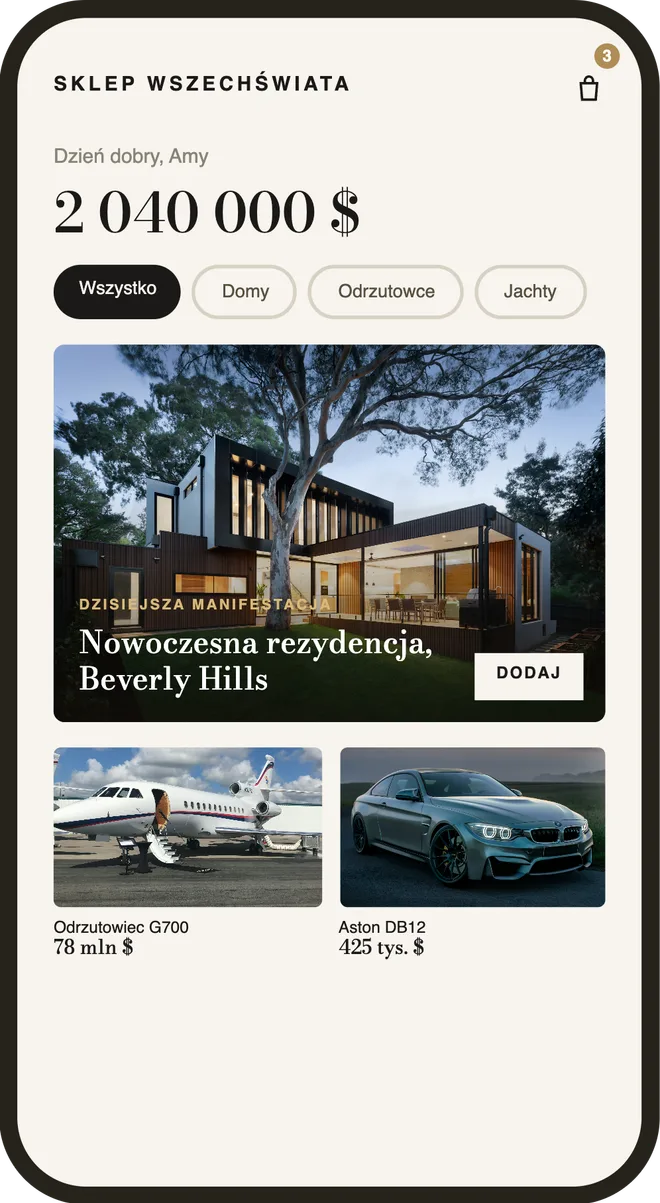 3
SKLEP WSZECHŚWIATA
Dzień dobry, Amy
2 040 000 $
Wszystko
Domy
Odrzutowce
Jachty
DZISIEJSZA MANIFESTACJA
Nowoczesna rezydencja,
Beverly Hills
DODAJ
Odrzutowiec G700
78 mln $
Aston DB12
425 tys. $